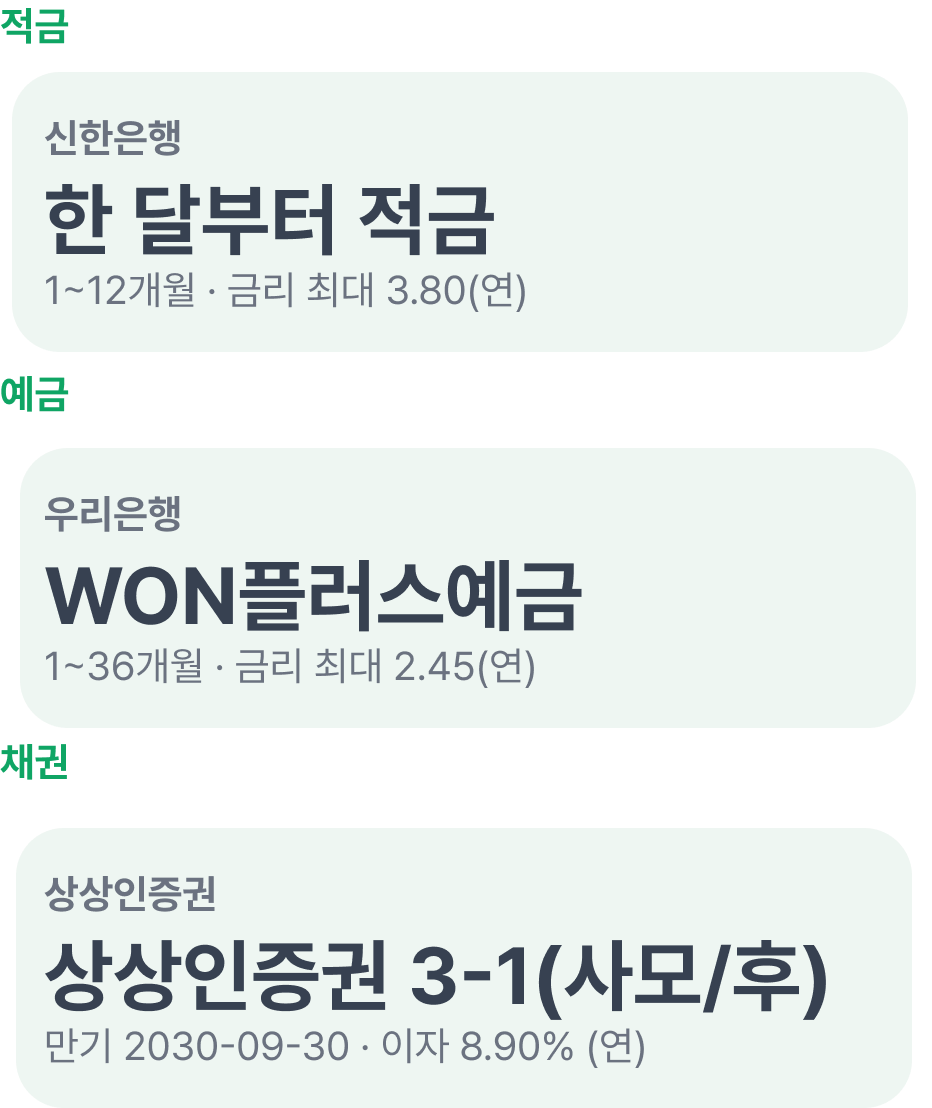 적금
신한은행
한 달부터 적금
1~12개월 · 금리 최대 3.80(연)
예금
우리은행
WON플러스예금
1~36개월 · 금리 최대 2.45(연)
채권
상상인증권
상상인증권 3-1(사모/후)
만기 2030-09-30 · 이자 8.90% (연)